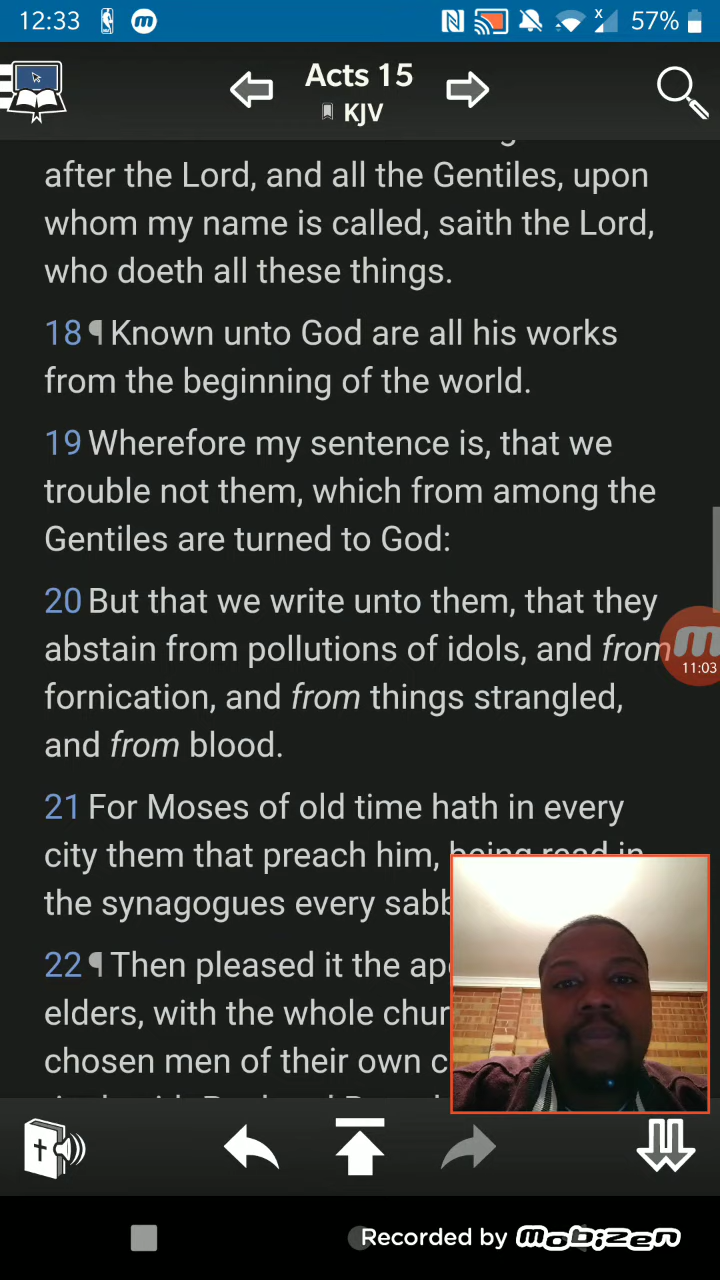 12:33
57%
Acts 15
KJV
after the Lord, and all the Gentiles, upon
whom my name is called, saith the Lord,
who doeth all these things.
18 ¶ Known unto God are all his works
from the beginning of the world.
19 Wherefore my sentence is, that we
trouble not them, which from among the
Gentiles are turned to God:
20 But that we write unto them, that they
abstain from pollutions of idols, and from
fornication, and from things strangled,
and from blood.
11:03
21 For Moses of old time hath in every
city them that preach him, being read in
the synagogues every sabb
22 ¶ Then pleased it the ap
elders, with the whole chur
chosen men of their own c
Recorded by mobizen